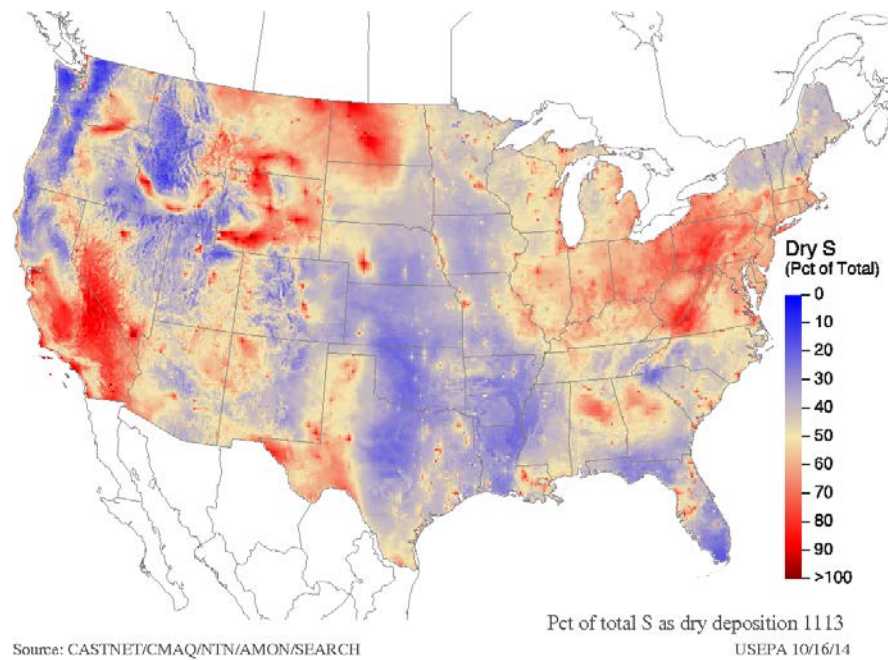 Dry S
(Pct of Total)
0
10
20
30
40
50
60
70
80
90
>100
Pct of total S as dry deposition 1113
Source: CASTNET/CMAQ/NTN/AMON/SEARCH
USEPA 10/16/14